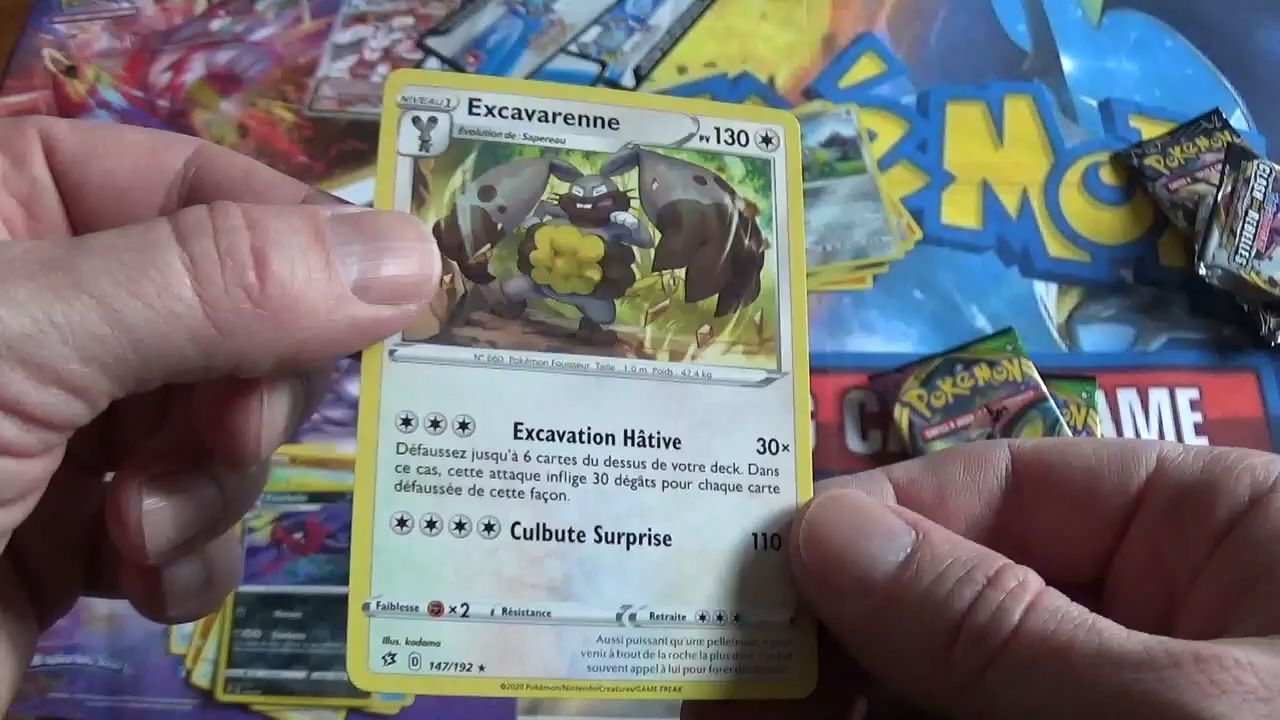 NIVEAU 1
Excavarenne
Évolution de : Sapereau
PV 130
N° 660 Pokémon Fouisseur Taille : 1,0 m Poids : 42,4 kg
Excavation Hâtive 30×
Défaussez jusqu'à 6 cartes du dessus de votre deck. Dans
ce cas, cette attaque inflige 30 dégâts pour chaque carte
défaussée de cette façon.
Culbute Surprise 110
Faiblesse ×2 Résistance Retraite
Illus. kodama
D 147/192 ★
Aussi puissant qu'une
venir à bout de la roche la plus
souvent appel à lui pour
©2020 Pokémon/Nintendo/Creatures/GAME FREAK
POKÉMON
POKÉMON
AME